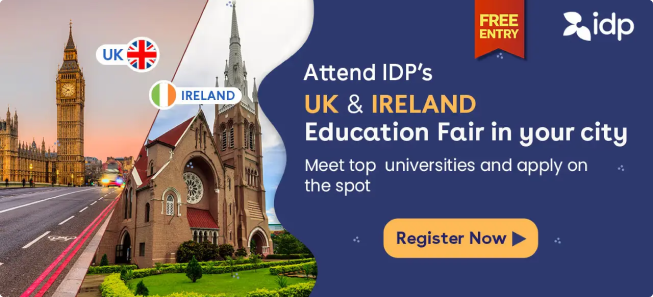 UK
IRELAND
FREE
ENTRY
idp
Attend IDP's
UK & IRELAND
Education Fair in your city
Meet top universities and apply on
the spot
Register Now